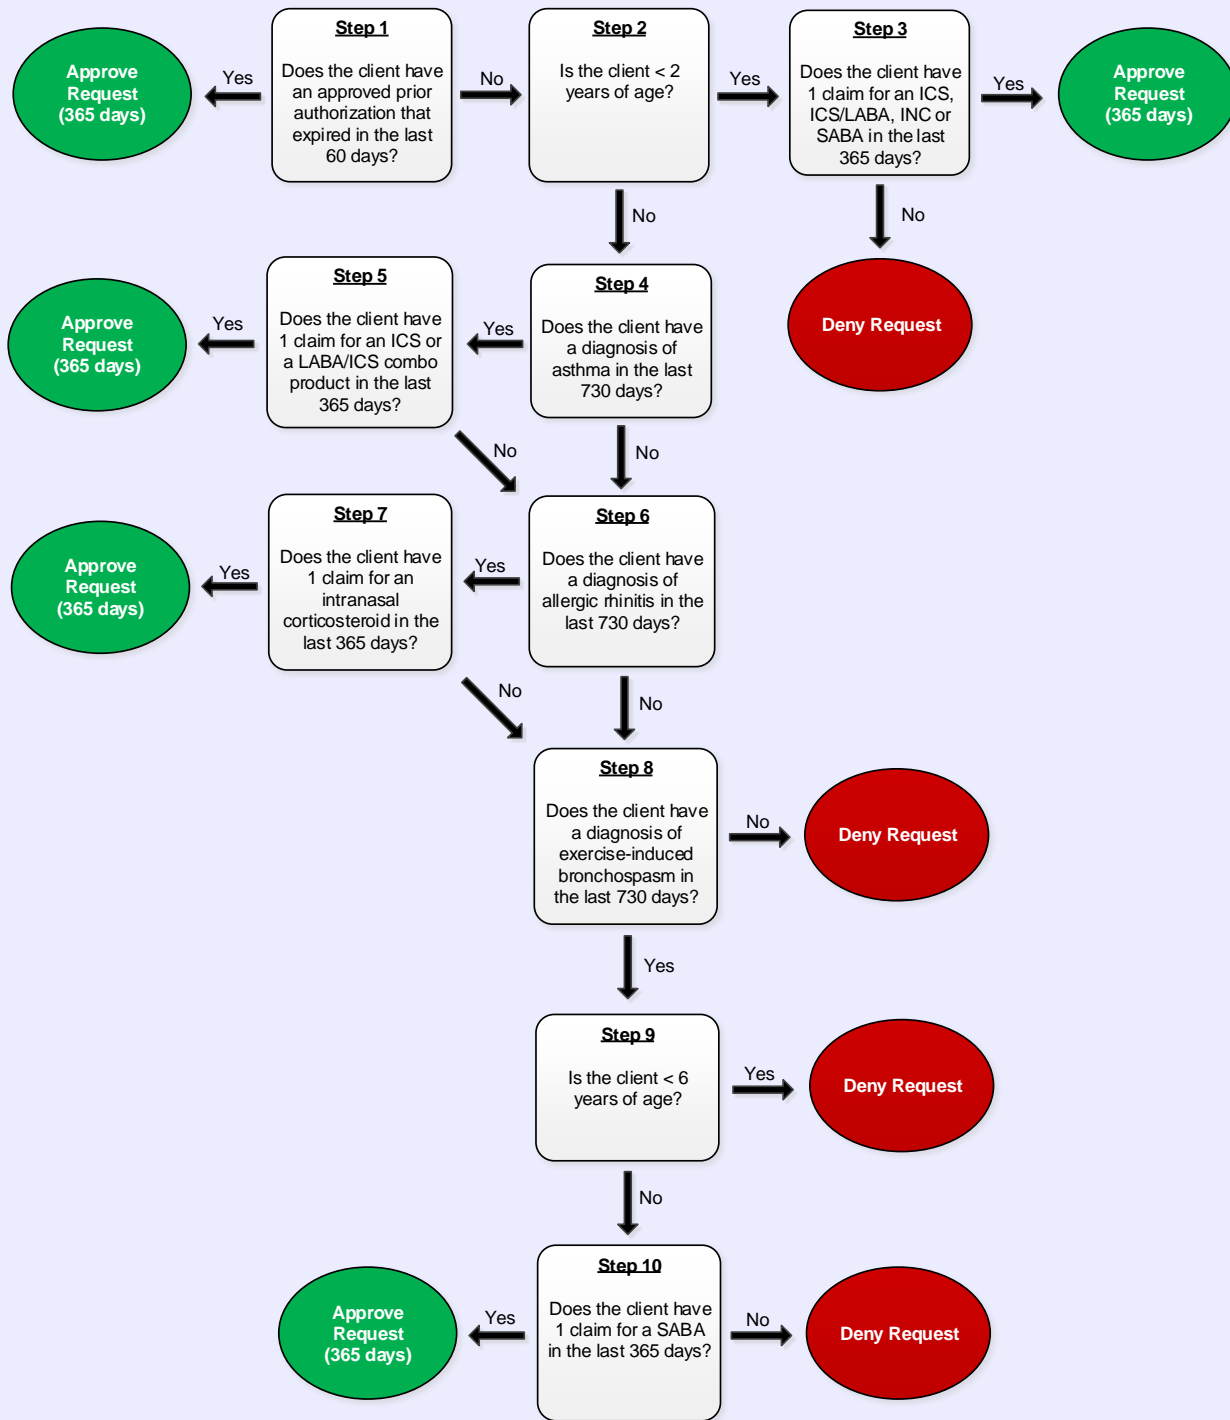 Approve
Request
(365 days)
Yes
Step 1
Does the client have
an approved prior
authorization that
expired in the last
60 days?
No
Step 2
Is the client < 2
years of age?
Yes
Step 3
Does the client have
1 claim for an ICS,
ICS/LABA, INC or
SABA in the last
365 days?
Yes
Approve
Request
(365 days)
No
No
Deny Request
Approve
Request
(365 days)
Yes
Step 5
Does the client have
1 claim for an ICS or
a LABA/ICS combo
product in the last
365 days?
Yes
Step 4
Does the client have
a diagnosis of
asthma in the last
730 days?
No
No
Approve
Request
(365 days)
Yes
Step 7
Does the client have
1 claim for an
intranasal
corticosteroid in the
last 365 days?
Yes
Step 6
Does the client have
a diagnosis of
allergic rhinitis in the
last 730 days?
No
No
Step 8
Does the client have
a diagnosis of
exercise-induced
bronchospasm in
the last 730 days?
No
Deny Request
Yes
Step 9
Is the client < 6
years of age?
Yes
Deny Request
No
Approve
Request
(365 days)
Yes
Step 10
Does the client have
1 claim for a SABA
in the last 365 days?
No
Deny Request